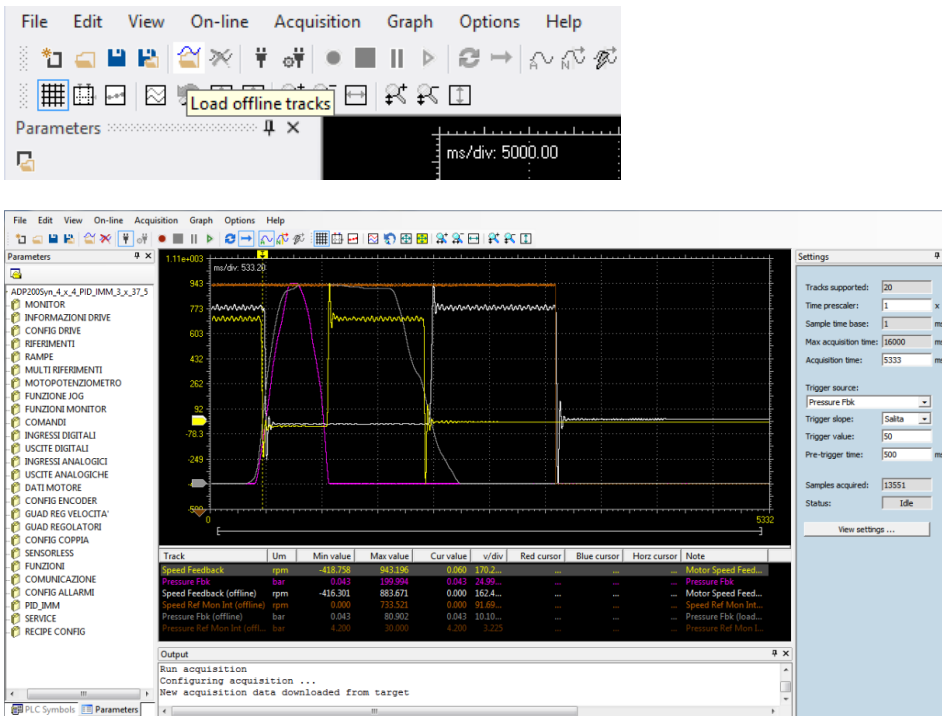 File Edit View On-line Acquisition Graph Options Help
Load offline tracks
Parameters
ms/div: 5000.00
File Edit View On-line Acquisition Graph Options Help
Parameters
ADP200Syn_4_x_4_PID_IMM_3_x_37_5
MONITOR
INFORMAZIONI DRIVE
CONFIG DRIVE
RIFERIMENTI
RAMPE
MULTI RIFERIMENTI
MOTOPOTENZIOMETRO
FUNZIONE JOG
FUNZIONI MONITOR
COMANDI
INGRESSI DIGITALI
USCITE DIGITALI
INGRESSI ANALOGICI
USCITE ANALOGICHE
DATI MOTORE
CONFIG ENCODER
GUAD REG VELOCITA'
GUAD REGOLATORI
CONFIG COPPIA
SENSORLESS
FUNZIONI
COMUNICAZIONE
CONFIG ALLARMI
PID_IMM
SERVICE
RECIPE CONFIG
PLC Symbols Parameters
1.11e+003
ms/div: 533.20
943
773
603
432
262
92
-78.3
-249
0 5332
Track Um Min value Max value Cur value v/div Red cursor Blue cursor Horz cursor Note
Speed Feedback rpm -418.758 943.196 0.060 170.2... ... ... ... Motor Speed Feed...
Pressure Fbk bar 0.043 199.994 0.043 24.99... ... ... ... Pressure Fbk
Speed Feedback (offline) rpm -416.301 883.671 0.000 162.4... ... ... ... Motor Speed Feed...
Speed Ref Mon Int (offline) rpm 0.000 733.521 0.000 91.69... ... ... ... Speed Ref Mon Int...
Pressure Fbk (offline) bar 0.043 80.902 0.043 10.10... ... ... ... Pressure Fbk (load...
Pressure Ref Mon Int (offl... bar 4.200 30.000 4.200 3.225 ... ... ... Pressure Ref Mon I...
Output
Run acquisition
Configuring acquisition ...
New acquisition data downloaded from target
Settings
Tracks supported: 20
Time prescaler: 1 x
Sample time base: 1 ms
Max acquisition time: 16000 ms
Acquisition time: 5333 ms
Trigger source:
Pressure Fbk
Trigger slope: Salita
Trigger value: 50
Pre-trigger time: 500 ms
Samples acquired: 13551
Status: Idle
View settings ...